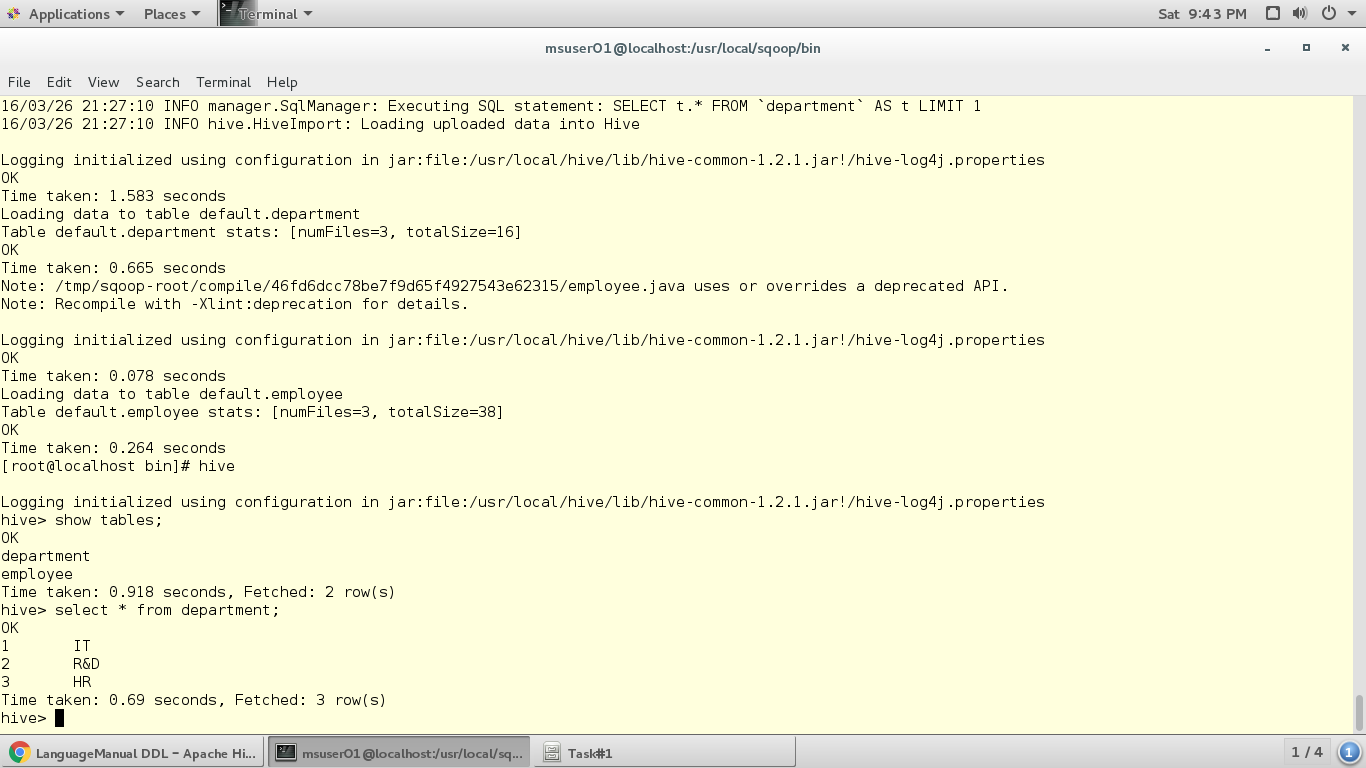 Applications Places Terminal Sat 9:43 PM
msuser01@localhost:/usr/local/sqoop/bin
File Edit View Search Terminal Help
16/03/26 21:27:10 INFO manager.SqlManager: Executing SQL statement: SELECT t.* FROM `department` AS t LIMIT 1
16/03/26 21:27:10 INFO hive.HiveImport: Loading uploaded data into Hive
Logging initialized using configuration in jar:file:/usr/local/hive/lib/hive-common-1.2.1.jar!/hive-log4j.properties
OK
Time taken: 1.583 seconds
Loading data to table default.department
Table default.department stats: [numFiles=3, totalSize=16]
OK
Time taken: 0.665 seconds
Note: /tmp/sqoop-root/compile/46fd6dcc78be7f9d65f4927543e62315/employee.java uses or overrides a deprecated API.
Note: Recompile with -Xlint:deprecation for details.
Logging initialized using configuration in jar:file:/usr/local/hive/lib/hive-common-1.2.1.jar!/hive-log4j.properties
OK
Time taken: 0.078 seconds
Loading data to table default.employee
Table default.employee stats: [numFiles=3, totalSize=38]
OK
Time taken: 0.264 seconds
[root@localhost bin]# hive
Logging initialized using configuration in jar:file:/usr/local/hive/lib/hive-common-1.2.1.jar!/hive-log4j.properties
hive> show tables;
OK
department
employee
Time taken: 0.918 seconds, Fetched: 2 row(s)
hive> select * from department;
OK
1 IT
2 R&D
3 HR
Time taken: 0.69 seconds, Fetched: 3 row(s)
hive>
LanguageManual DDL - Apache Hi... msuser01@localhost:/usr/local/sq... Task#1 1 / 4 1